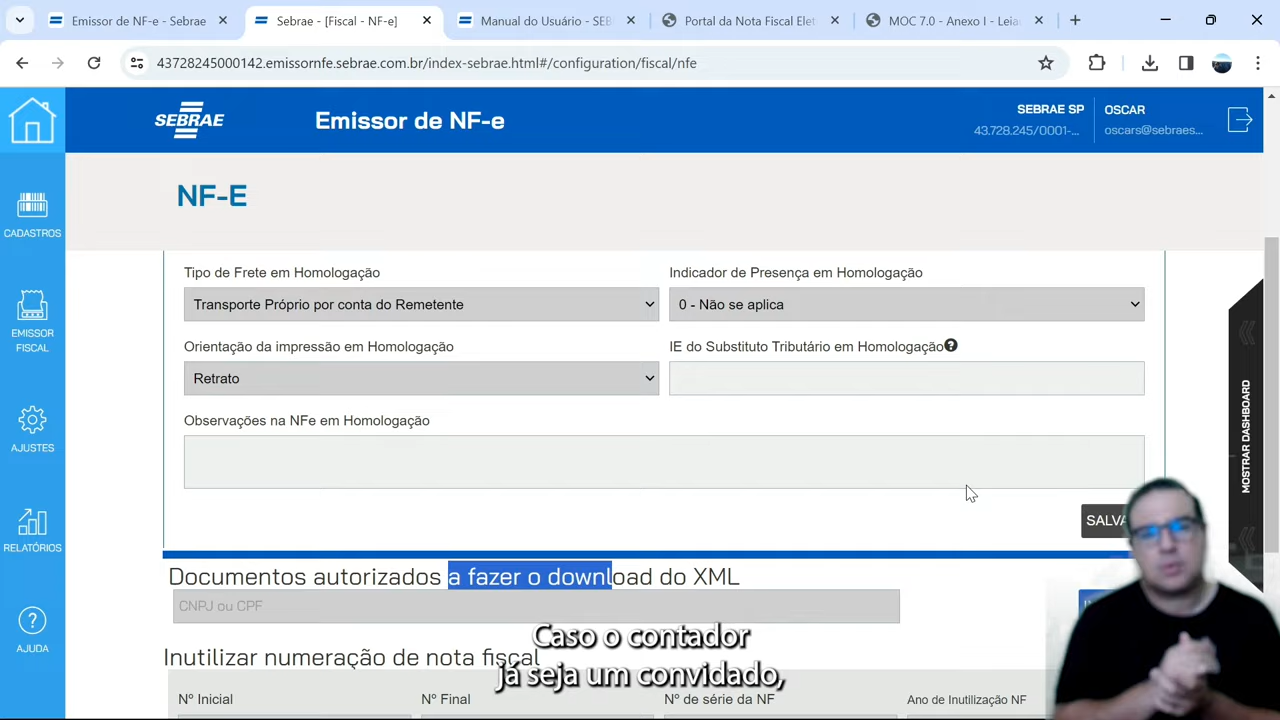 Emissor de NF-e - Sebrae
Sebrae - [Fiscal - NF-e]
Manual do Usuário - SEB
Portal da Nota Fiscal Elet
MOC 7.0 - Anexo I - Leiau
43728245000142.emissornfe.sebrae.com.br/index-sebrae.html#/configuration/fiscal/nfe
SEBRAE
Emissor de NF-e
SEBRAE SP
43.728.245/0001-...
OSCAR
oscars@sebraes...
NF-E
CADASTROS
EMISSOR
FISCAL
AJUSTES
RELATÓRIOS
AJUDA
Tipo de Frete em Homologação
Indicador de Presença em Homologação
Transporte Próprio por conta do Remetente
0 - Não se aplica
Orientação da impressão em Homologação
IE do Substituto Tributário em Homologação
Retrato
Observações na NFe em Homologação
MOSTRAR DASHBOARD
Documentos autorizados a fazer o download do XML
CNPJ ou CPF
Caso o contador
já seja um convidado,
Inutilizar numeração de nota fiscal
Nº Inicial
Nº Final
Nº de série da NF
Ano de Inutilização NF